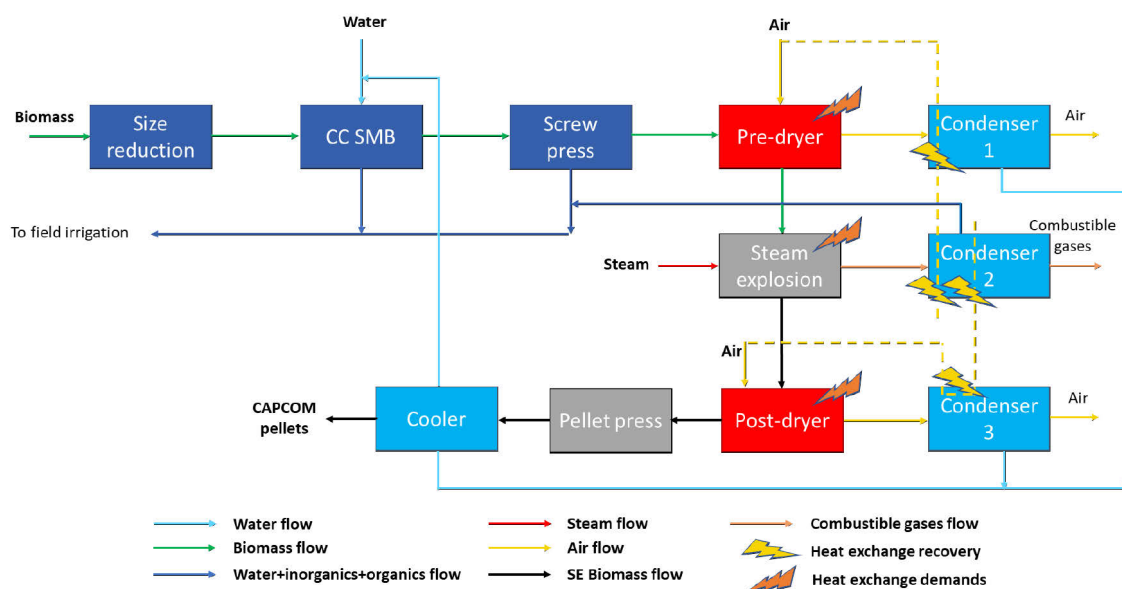 Water
Air
Biomass
Size
reduction
CC SMB
Screw
press
Pre-dryer
Condenser
1
Air
To field irrigation
Steam
Steam
explosion
Condenser
2
Combustible
gases
Air
CAPCOM
pellets
Cooler
Pellet press
Post-dryer
Condenser
3
Air
Water flow
Biomass flow
Water+inorganics+organics flow
Steam flow
Air flow
SE Biomass flow
Combustible gases flow
Heat exchange recovery
Heat exchange demands